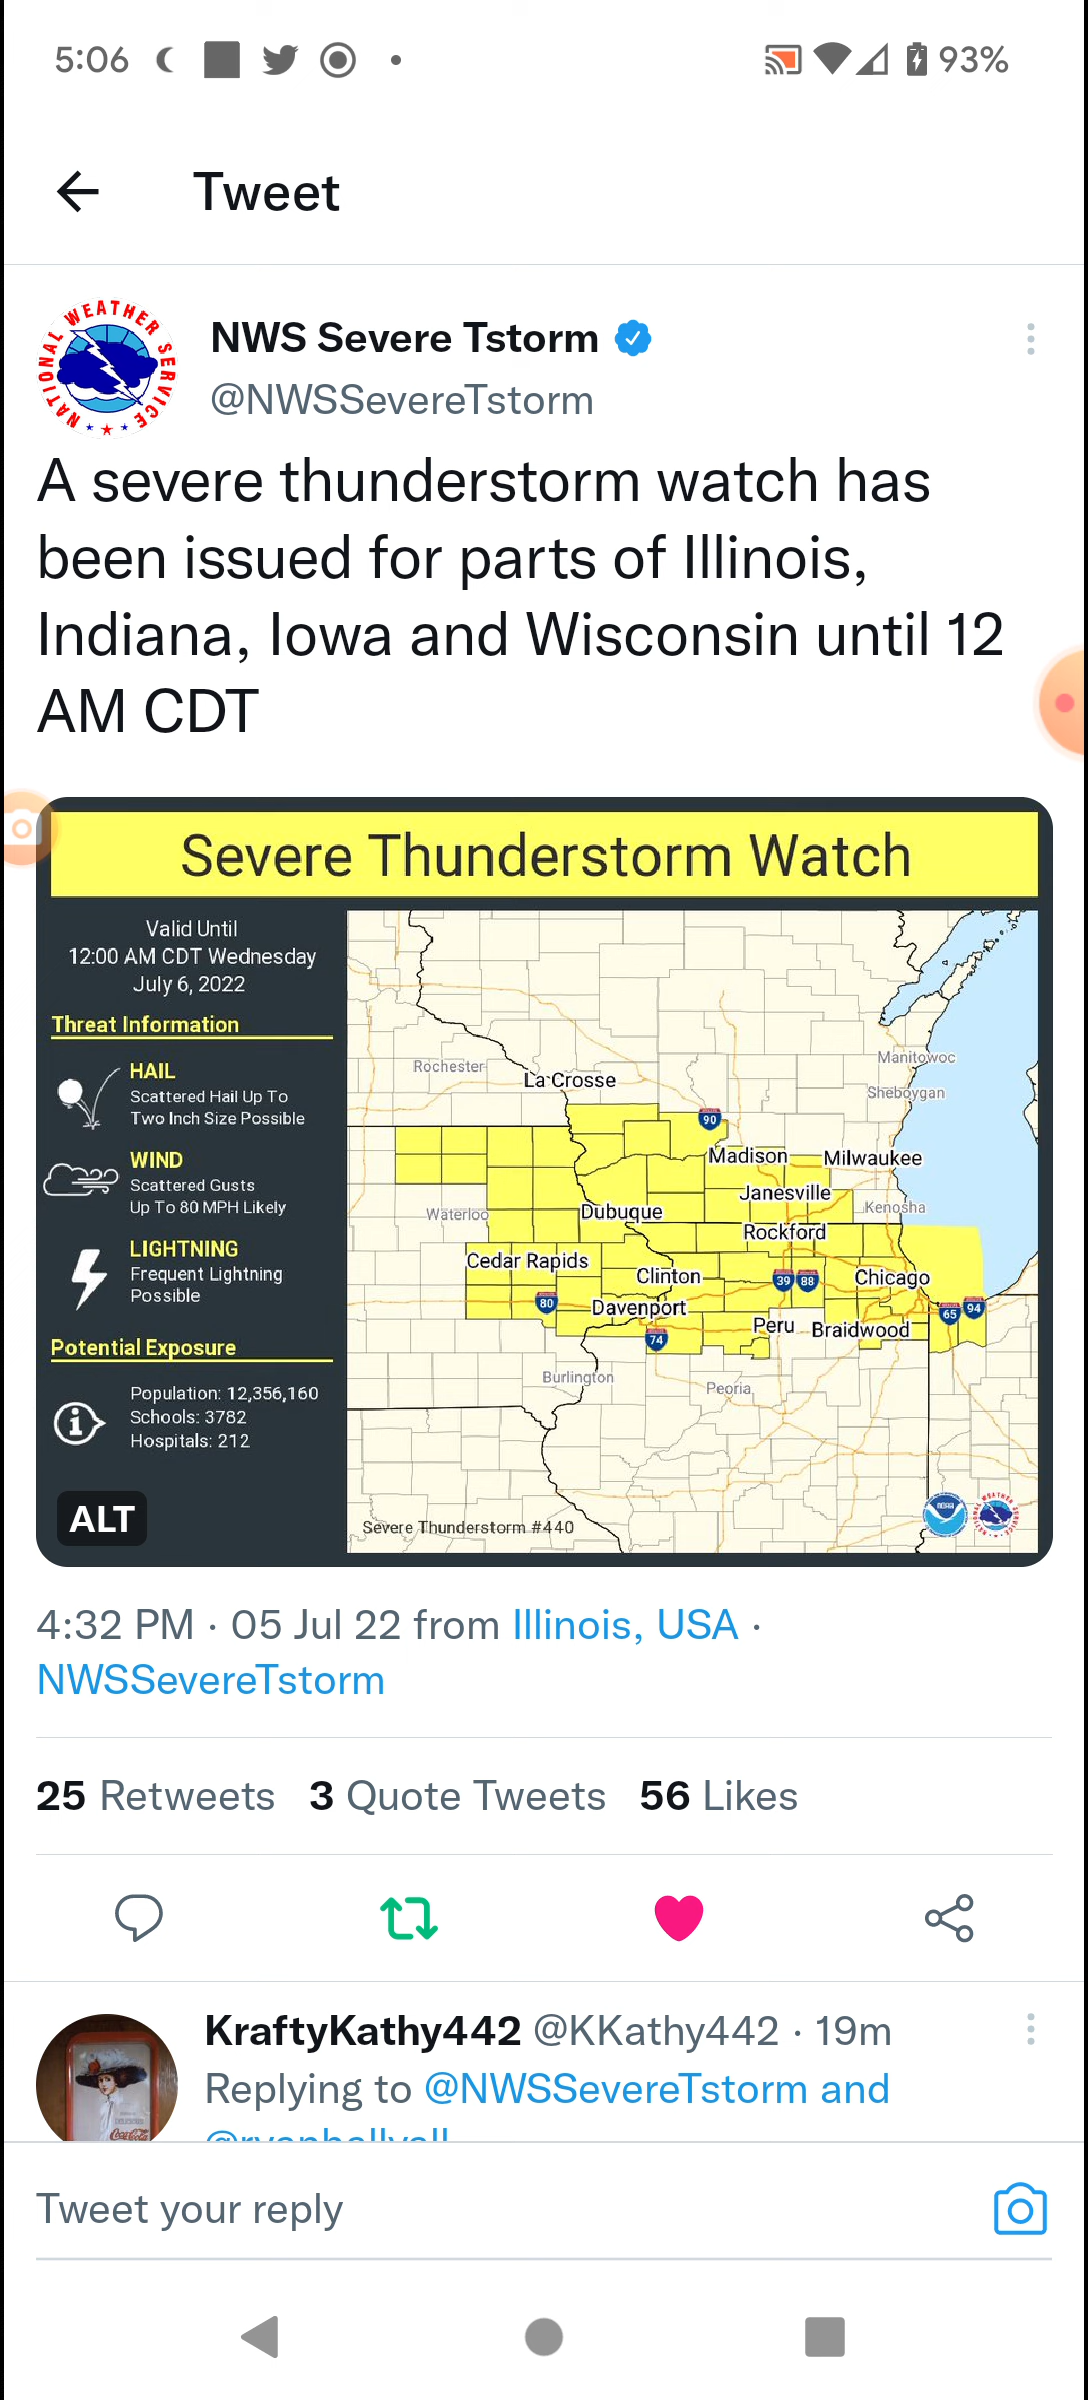 5:06
93%
Tweet
NATIONAL WEATHER SERVICE
NWS Severe Tstorm
@NWSSevereTstorm
A severe thunderstorm watch has
been issued for parts of Illinois,
Indiana, Iowa and Wisconsin until 12
AM CDT
Severe Thunderstorm Watch
Valid Until
12:00 AM CDT Wednesday
July 6, 2022
Threat Information
HAIL
Scattered Hail Up To
Two Inch Size Possible
WIND
Scattered Gusts
Up To 80 MPH Likely
LIGHTNING
Frequent Lightning
Possible
Potential Exposure
Population: 12,356,160
Schools: 3782
Hospitals: 212
ALT
Rochester
La Crosse
Manitowoc
Sheboygan
90
Madison
Milwaukee
Janesville
Kenosha
Waterloo
Dubuque
Rockford
Cedar Rapids
Clinton
39
88
Chicago
80
Davenport
65
94
74
Peru
Braidwood
Burlington
Peoria
Severe Thunderstorm #440
4:32 PM · 05 Jul 22 from Illinois, USA ·
NWSSevereTstorm
25 Retweets 3 Quote Tweets 56 Likes
KraftyKathy442 @KKathy442 · 19m
Replying to @NWSSevereTstorm and
@ryanhallyall
Coca-Cola
Tweet your reply